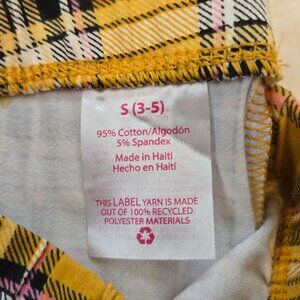 S (3-5)
95% Cotton/Algodón
5% Spandex
Made in Haiti
Hecho en Haití
THIS LABEL YARN IS MADE
OUT OF 100% RECYCLED
POLYESTER MATERIALS